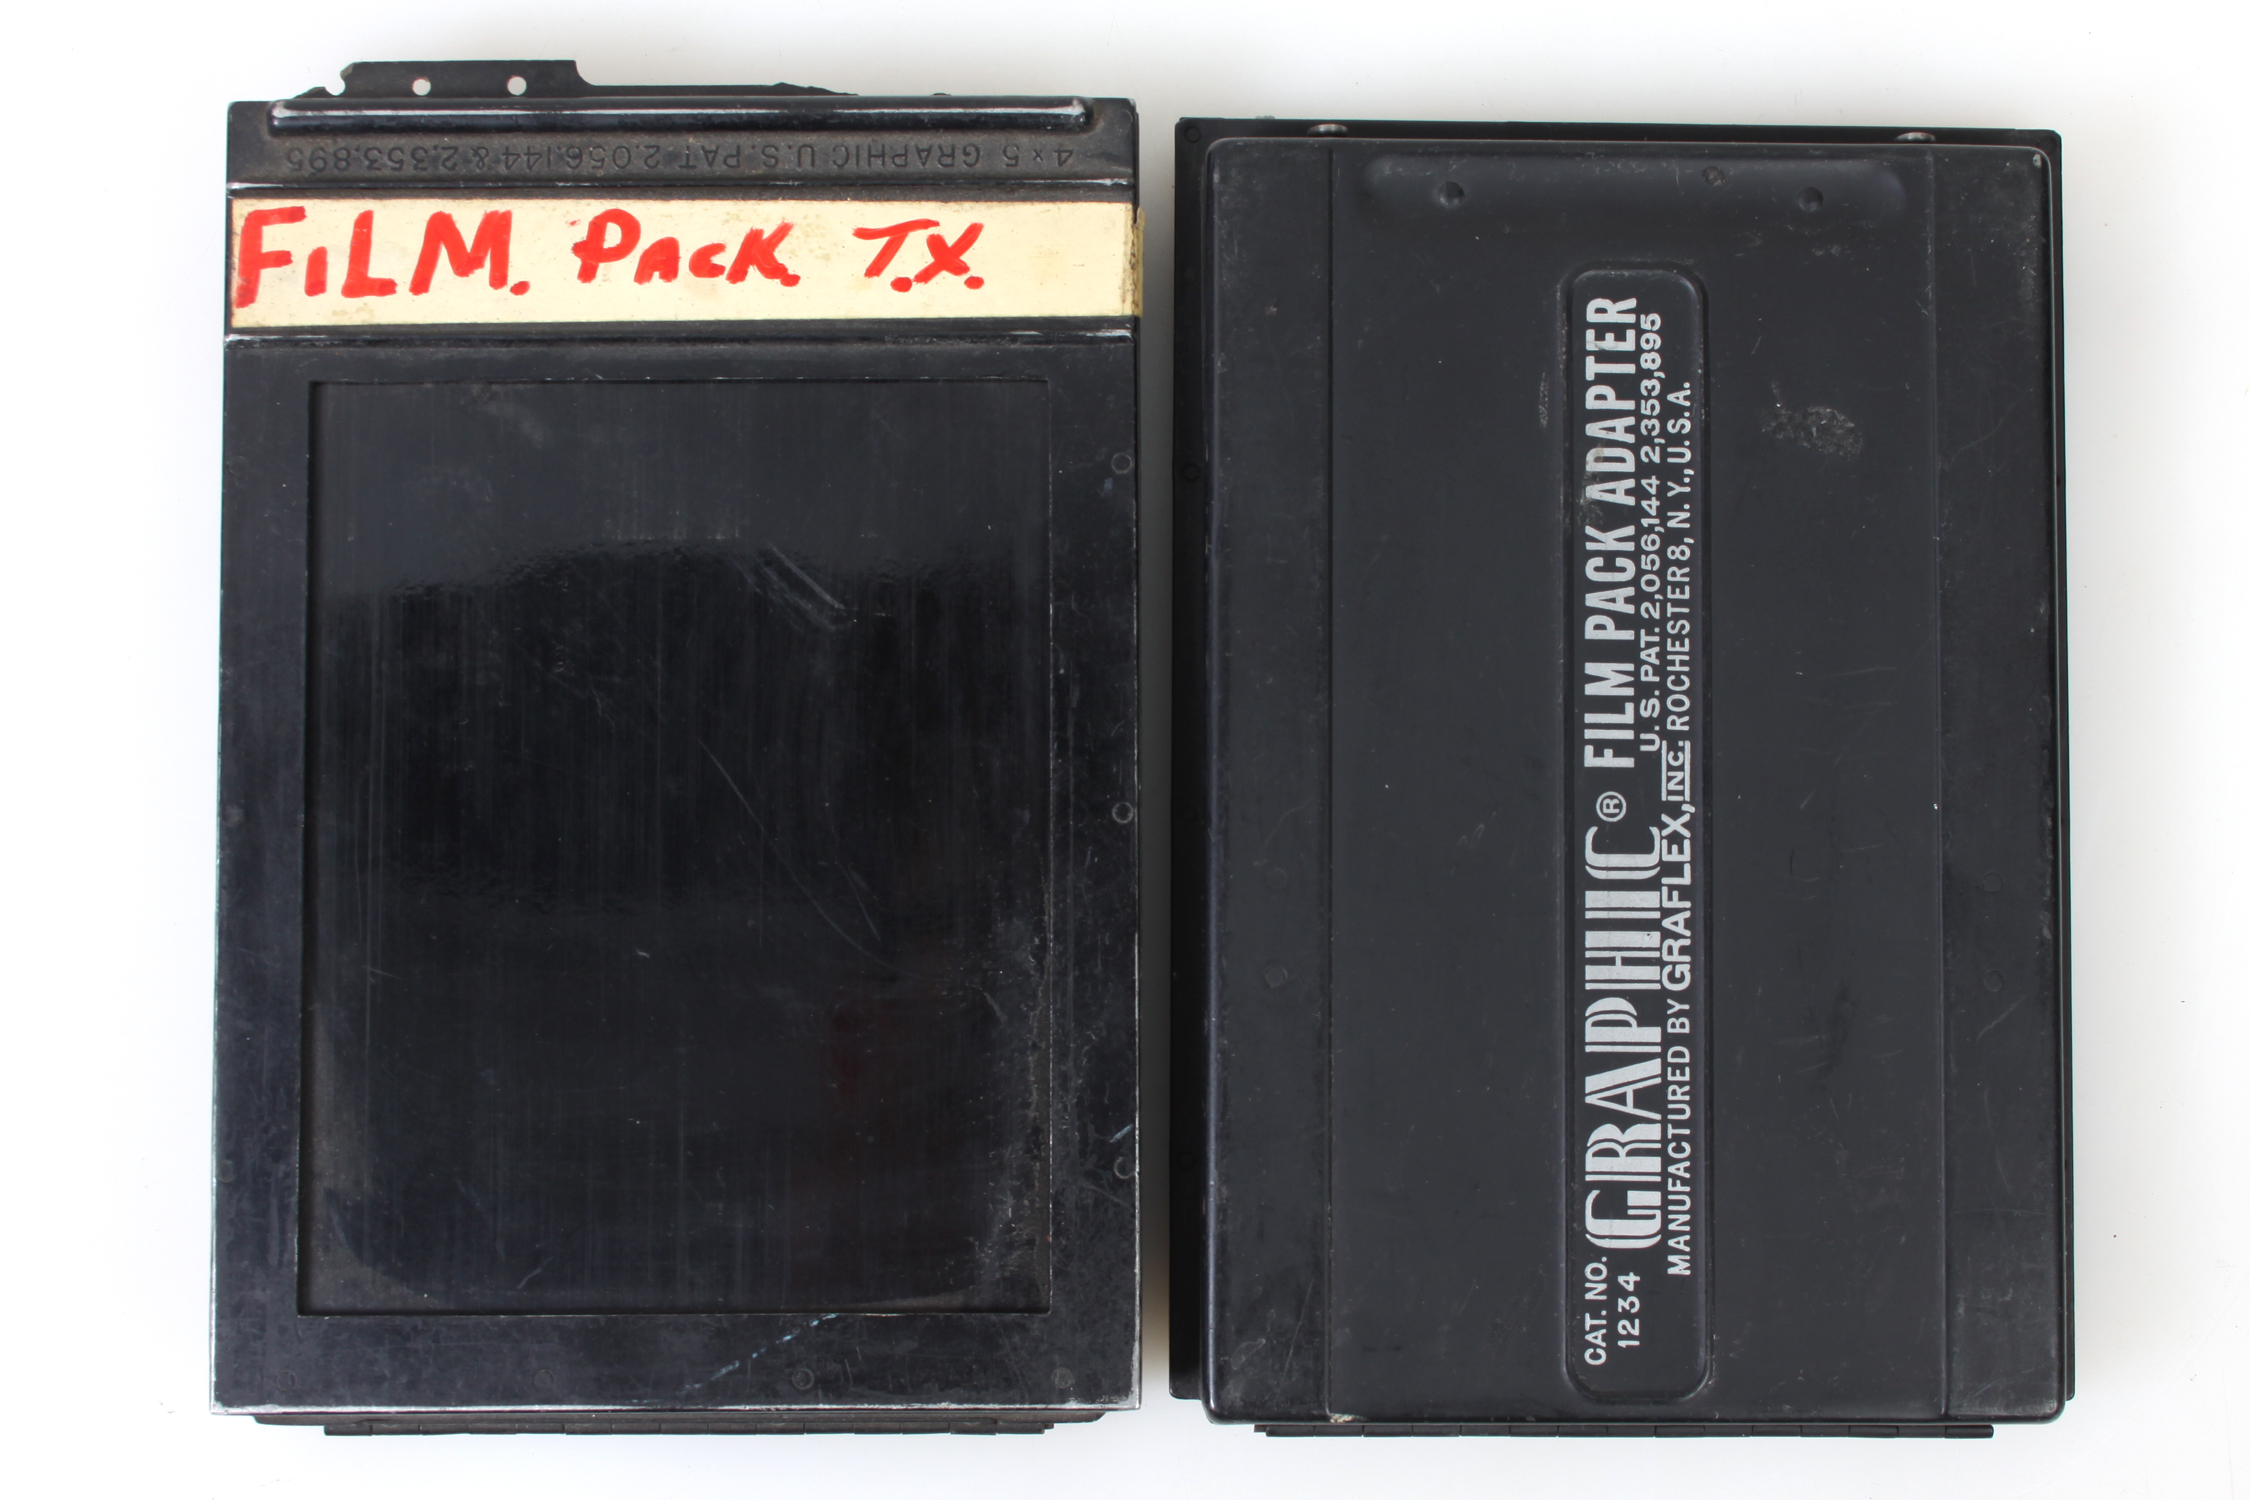 4 x 5 GRAPHIC U.S. PAT. 2,056,144 & 2,353,895
FiLM. PACK. T.X.
CAT. NO.
1234
GRAPHIC ® FILM PACK ADAPTER
U. S. PAT. 2,056,144 2,353,895
MANUFACTURED BY GRAFLEX, INC. ROCHESTER 8, N. Y., U. S. A.